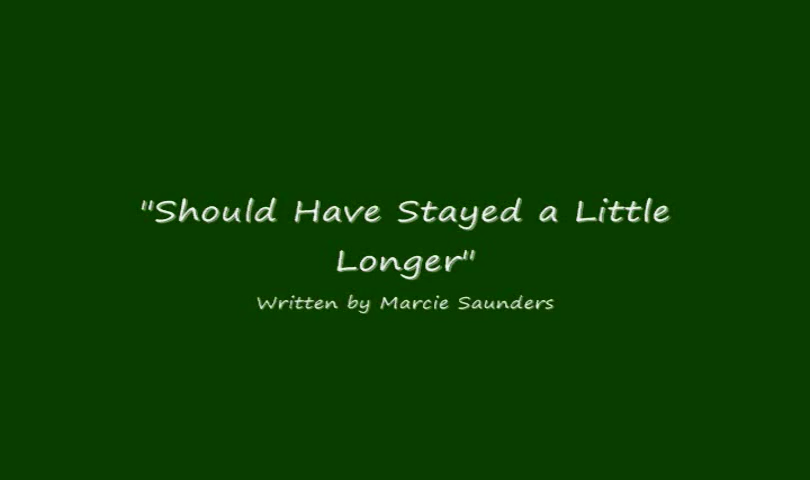 "Should Have Stayed a Little
Longer"
Written by Marcie Saunders